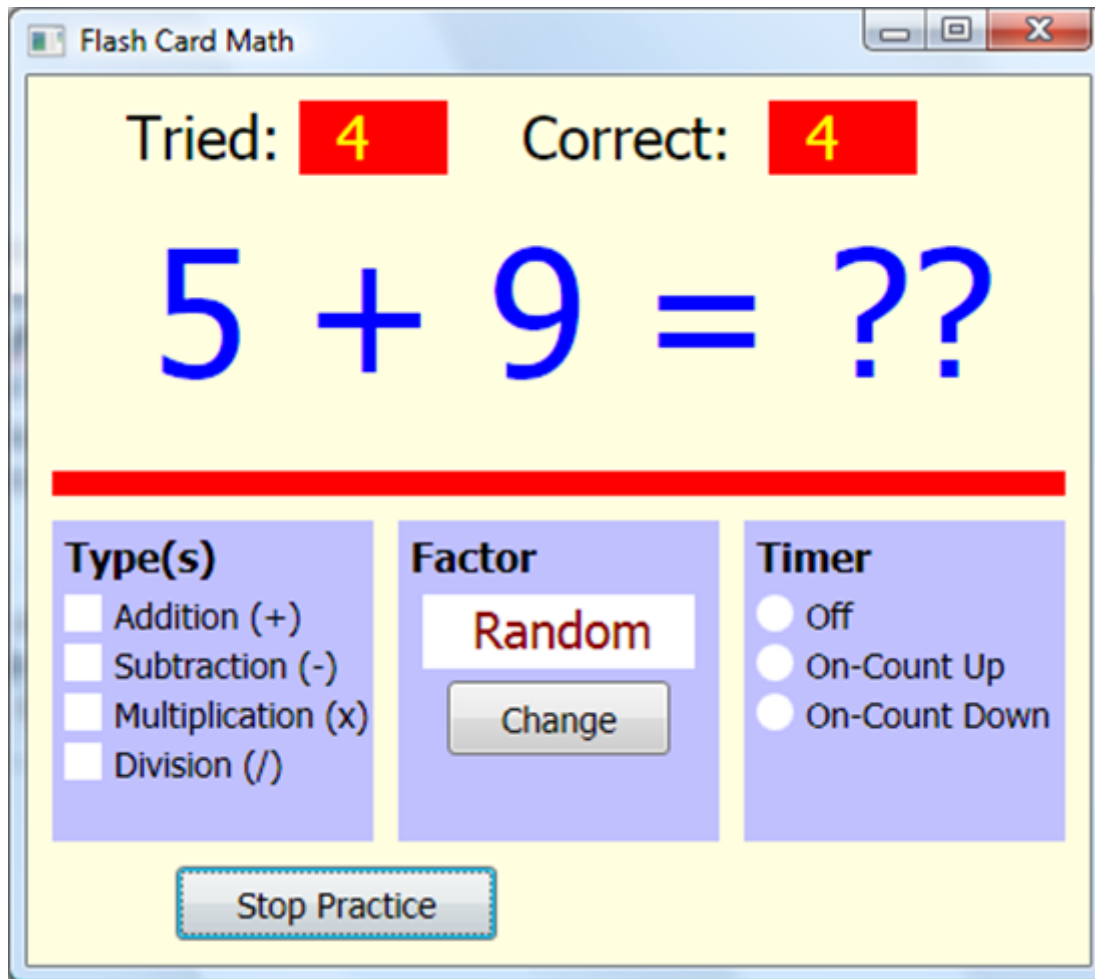 Flash Card Math
Tried: 4 Correct: 4
5 + 9 = ??
Type(s)
Addition (+)
Subtraction (-)
Multiplication (x)
Division (/)
Factor
Random
Change
Timer
Off
On-Count Up
On-Count Down
Stop Practice